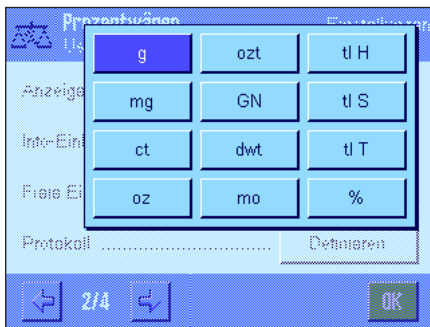 Prozentwägen
g ozt tl H
mg GN tl S
ct dwt tl T
oz mo %
Anzeige
Info-Ein
Freie Ei
Protokoll Definieren
2/4 OK